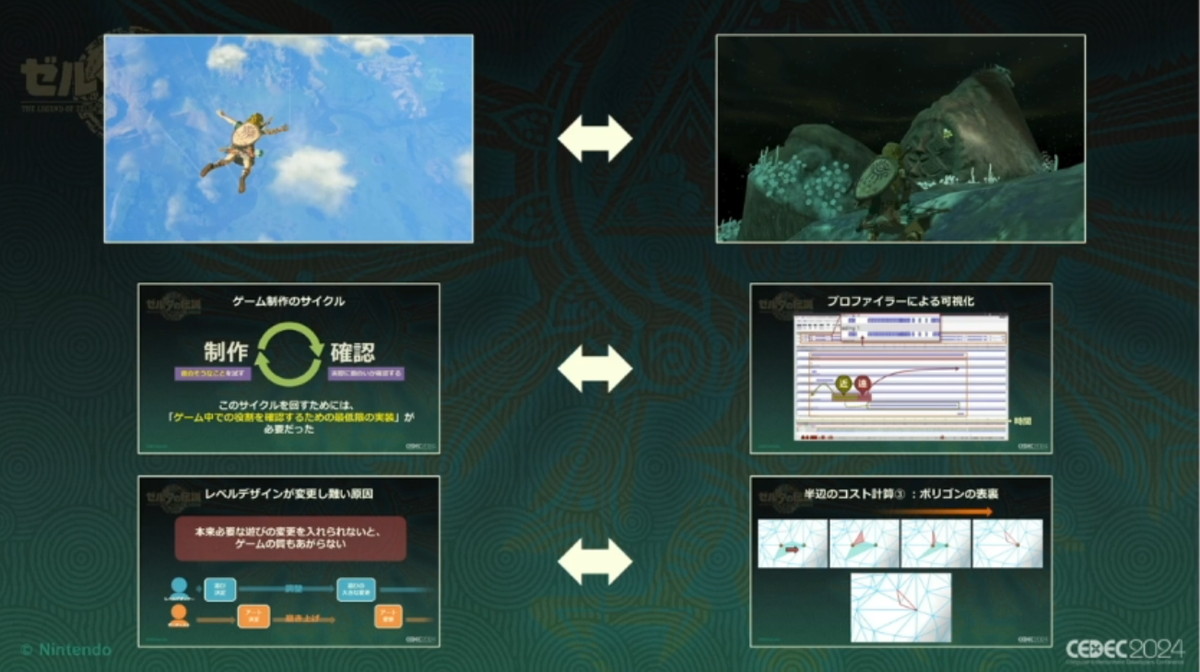 ゼル
ゲーム制作のサイクル
制作
確認
このサイクルを回すためには、
「ゲーム中での役割を確認するための最低限の実装」が
必要だった
プロファイラーによる可視化
近
遠
時間
レベルデザインが変更し難い原因
本来必要な遊びの変更を入れられないと、
ゲームの質もあがらない
調整
磨き上げ
半辺のコスト計算③ : ポリゴンの表裏
© Nintendo
CEDEC2024